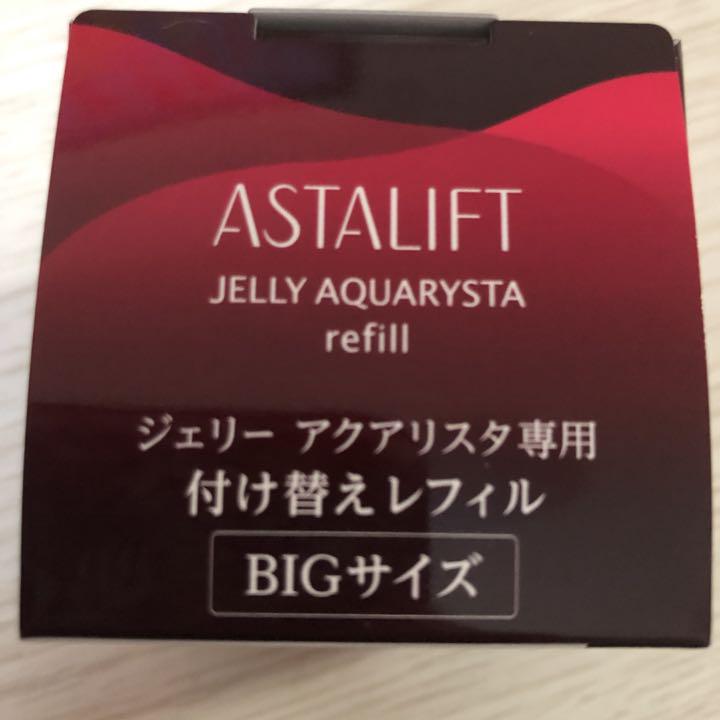 ASTALIFT
JELLY AQUARYSTA
refill
ジェリー アクアリスタ専用
付け替えレフィル
BIGサイズ